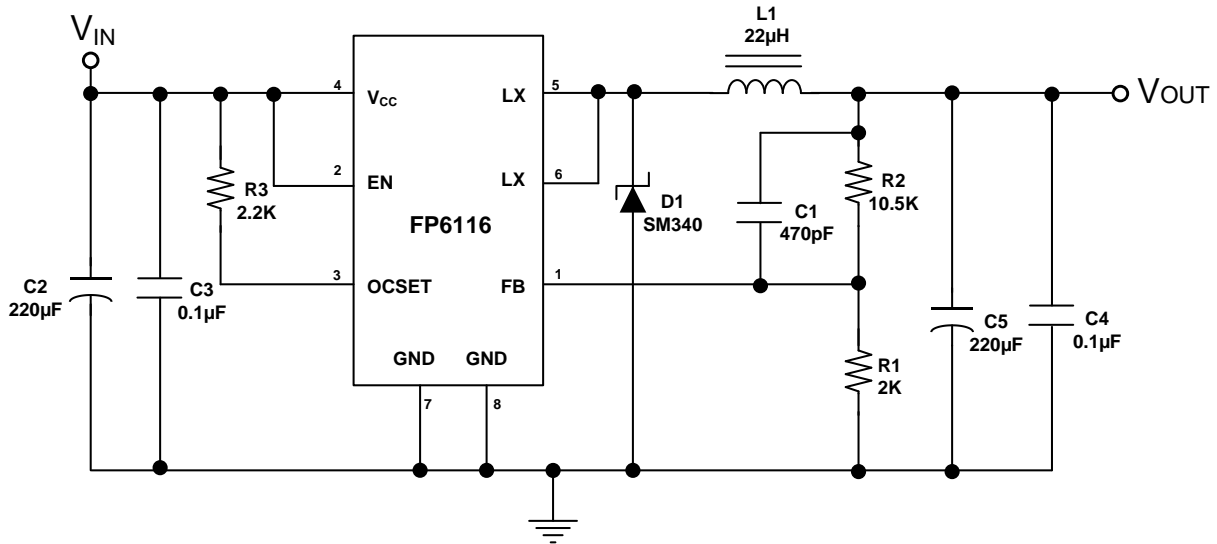 L1
22µH
VIN
VOUT
4
VCC
LX
5
2
EN
LX
6
R3
2.2K
FP6116
D1
SM340
C1
470pF
R2
10.5K
3
OCSET
FB
1
C2
220µF
C3
0.1µF
C5
220µF
C4
0.1µF
GND
GND
R1
2K
7
8